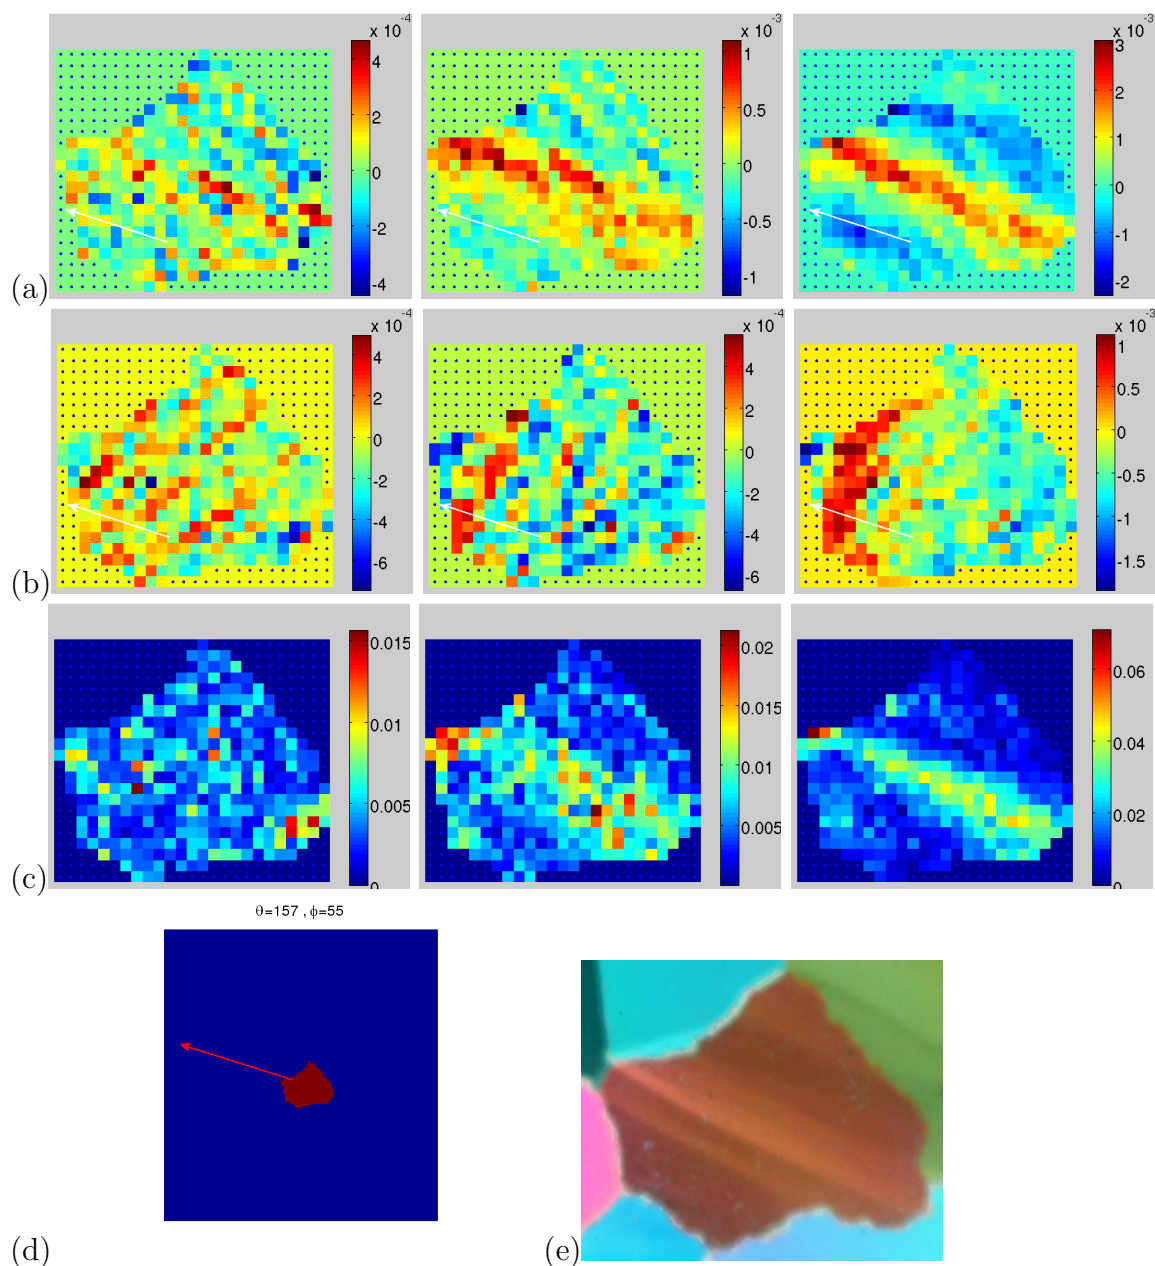 x 10-4 x 10-3 x 10-3
4 1 3
2 0.5 2
0 0 1
-2 -0.5 0
-4 -1 -1
-2
(a)
x 10-4 x 10-4 x 10-3
4 4 1
2 2 0.5
0 0 0
-2 -2 -0.5
-4 -4 -1
-6 -6 -1.5
(b)
0.015 0.02 0.06
0.01 0.015 0.04
0.005 0.01 0.02
0 0.005 0
(c)
θ=157 , ϕ=55
(d) (e)